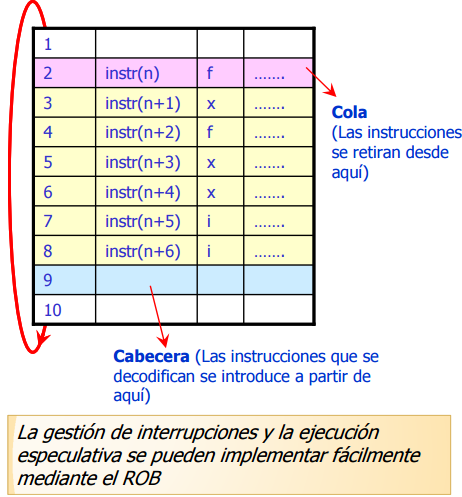 1
2 instr(n) f .......
3 instr(n+1) x .......
4 instr(n+2) f .......
5 instr(n+3) x .......
6 instr(n+4) x .......
7 instr(n+5) i .......
8 instr(n+6) i .......
9
10
Cola
(Las instrucciones
se retiran desde
aquí)
Cabecera (Las instrucciones que se
decodifican se introduce a partir de
aquí)
La gestión de interrupciones y la ejecución
especulativa se pueden implementar fácilmente
mediante el ROB